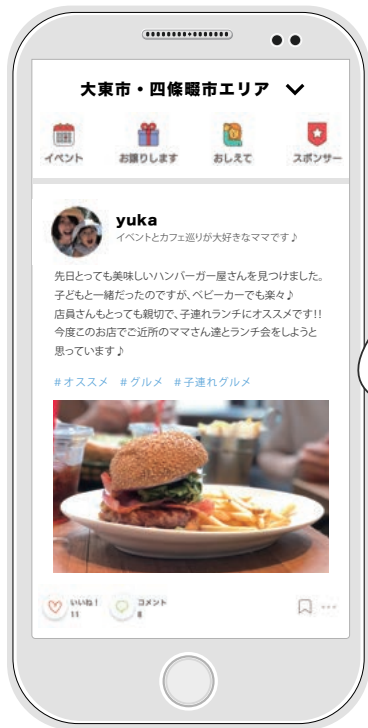 大東市・四條畷市エリア
イベント お譲りします おしえて スポンサー
yuka
イベントとカフェ巡りが大好きなママです♪
先日とっても美味しいハンバーガー屋さんを見つけました。
子どもと一緒だったのですが、ベビーカーでも楽々♪
店員さんもとっても親切で、子連れランチにオススメです!!
今度このお店でご近所のママさん達とランチ会をしようと
思っています♪
#オススメ #グルメ #子連れグルメ
いいね! コメント
11 8